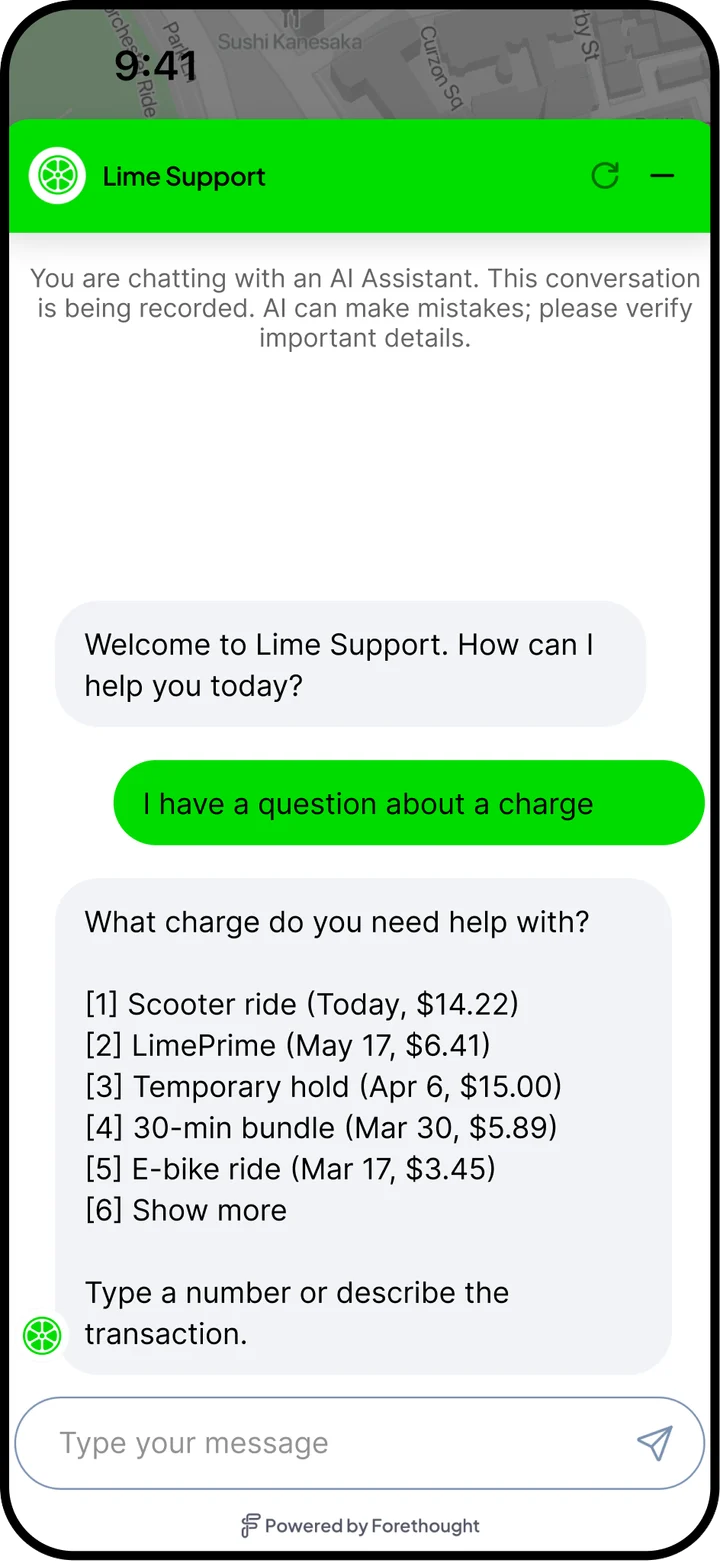 Sushi Kanesaka
Curzon Sq
9:41
Lime Support
You are chatting with an AI Assistant. This conversation
is being recorded. AI can make mistakes; please verify
important details.
Welcome to Lime Support. How can I
help you today?
I have a question about a charge
What charge do you need help with?
[1] Scooter ride (Today, $14.22)
[2] LimePrime (May 17, $6.41)
[3] Temporary hold (Apr 6, $15.00)
[4] 30-min bundle (Mar 30, $5.89)
[5] E-bike ride (Mar 17, $3.45)
[6] Show more
Type a number or describe the
transaction.
Type your message
Powered by Forethought